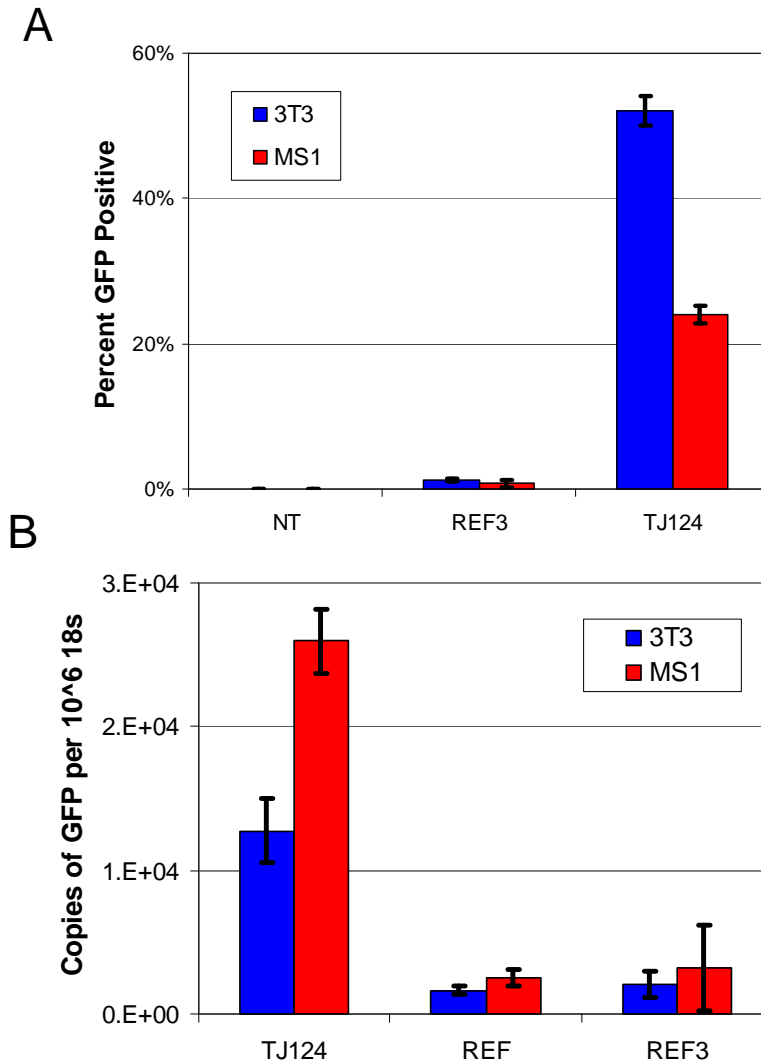 A
60%
40%
20%
0%
Percent GFP Positive
3T3
MS1
NT REF3 TJ124
B
3.E+04
2.E+04
1.E+04
0.E+00
Copies of GFP per 10^6 18s
3T3
MS1
TJ124 REF REF3